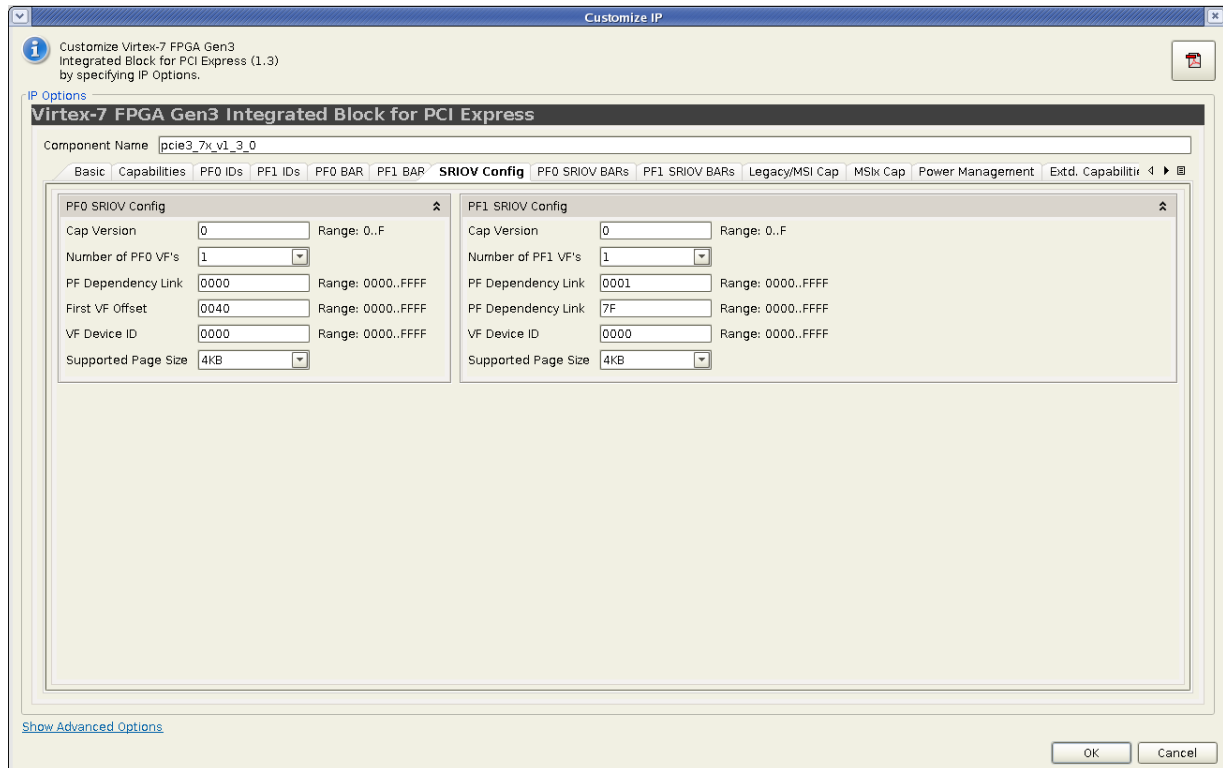 Customize IP
Customize Virtex-7 FPGA Gen3
Integrated Block for PCI Express (1.3)
by specifying IP Options.
IP Options
Virtex-7 FPGA Gen3 Integrated Block for PCI Express
Component Name pcie3_7x_v1_3_0
Basic Capabilities PF0 IDs PF1 IDs PF0 BAR PF1 BAR SRIOV Config PF0 SRIOV BARs PF1 SRIOV BARs Legacy/MSI Cap MSIx Cap Power Management Extd. Capabilitie
PF0 SRIOV Config
Cap Version 0 Range: 0..F
Number of PF0 VF's 1
PF Dependency Link 0000 Range: 0000..FFFF
First VF Offset 0040 Range: 0000..FFFF
VF Device ID 0000 Range: 0000..FFFF
Supported Page Size 4KB
PF1 SRIOV Config
Cap Version 0 Range: 0..F
Number of PF1 VF's 1
PF Dependency Link 0001 Range: 0000..FFFF
PF Dependency Link 7F Range: 0000..FFFF
VF Device ID 0000 Range: 0000..FFFF
Supported Page Size 4KB
Show Advanced Options
OK Cancel